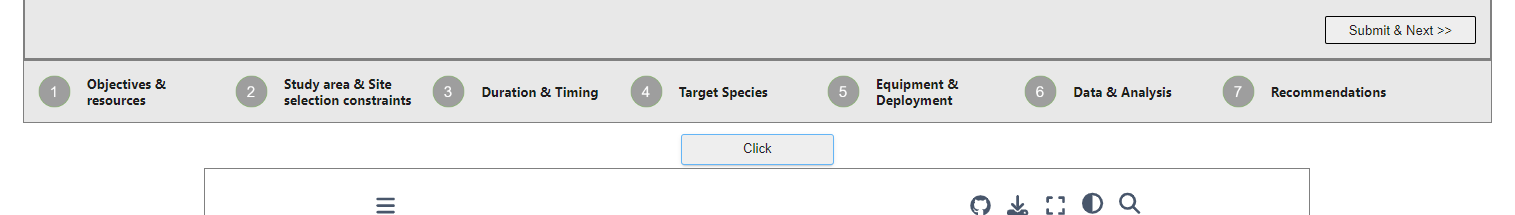 Submit & Next >>
1 Objectives &
resources
2 Study area & Site
selection constraints
3 Duration & Timing
4 Target Species
5 Equipment &
Deployment
6 Data & Analysis
7 Recommendations
Click